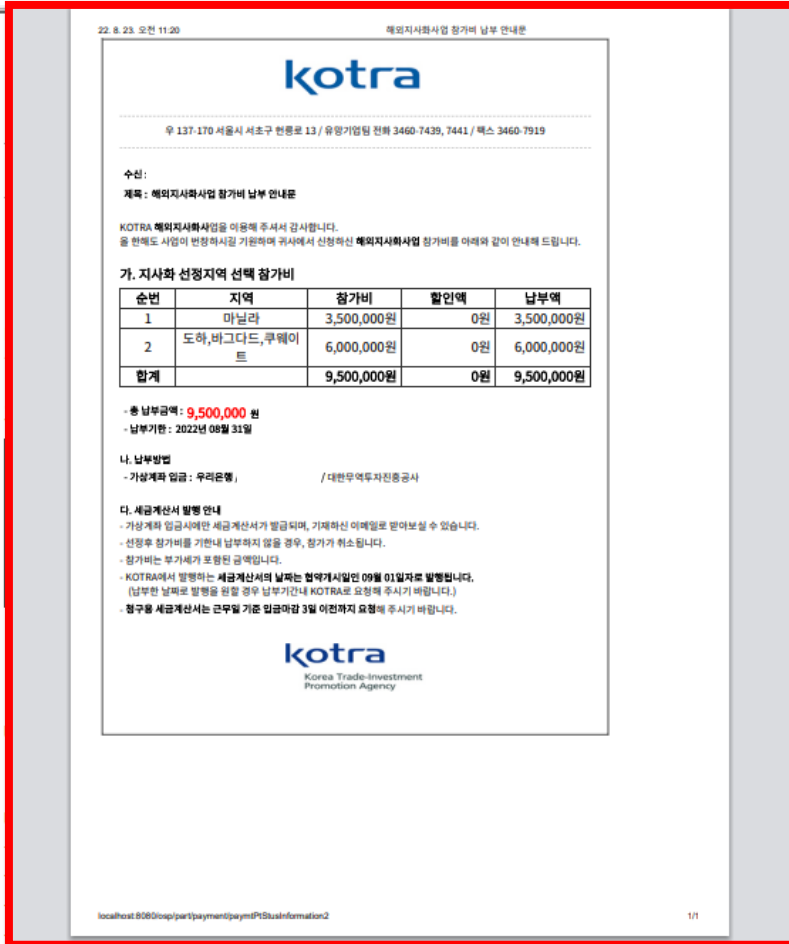 22. 8. 23. 오전 11:20
해외지사화사업 참가비 납부 안내문
kotra
우 137-170 서울시 서초구 헌릉로 13 / 유망기업팀 전화 3460-7439, 7441 / 팩스 3460-7919
수신 :
제목 : 해외지사화사업 참가비 납부 안내문
KOTRA 해외지사화사업을 이용해 주셔서 감사합니다.
올 한해도 사업이 번창하시길 기원하며 귀사에서 신청하신 해외지사화사업 참가비를 아래와 같이 안내해 드립니다.
가. 지사화 선정지역 선택 참가비
순번 지역 참가비 할인액 납부액
1 마닐라 3,500,000원 0원 3,500,000원
2 도하,바그다드,쿠웨이
트 6,000,000원 0원 6,000,000원
합계 9,500,000원 0원 9,500,000원
- 총 납부금액 : 9,500,000 원
- 납부기한 : 2022년 08월 31일
나. 납부방법
- 가상계좌 입금 : 우리은행 / 대한무역투자진흥공사
다. 세금계산서 발행 안내
- 가상계좌 입금시에만 세금계산서가 발급되며, 기재하신 이메일로 받아보실 수 있습니다.
- 선정후 참가비를 기한내 납부하지 않을 경우, 참가가 취소됩니다.
- 참가비는 부가세가 포함된 금액입니다.
- KOTRA에서 발행하는 세금계산서의 날짜는 협약개시일인 09월 01일자로 발행됩니다.
(납부한 날짜로 발행을 원할 경우 납부기간내 KOTRA로 요청해 주시기 바랍니다.)
- 청구용 세금계산서는 근무일 기준 입금마감 3일 이전까지 요청해 주시기 바랍니다.
kotra
Korea Trade-Investment
Promotion Agency
localhost:8080/osp/part/payment/paymtPtStusInformation2
1/1